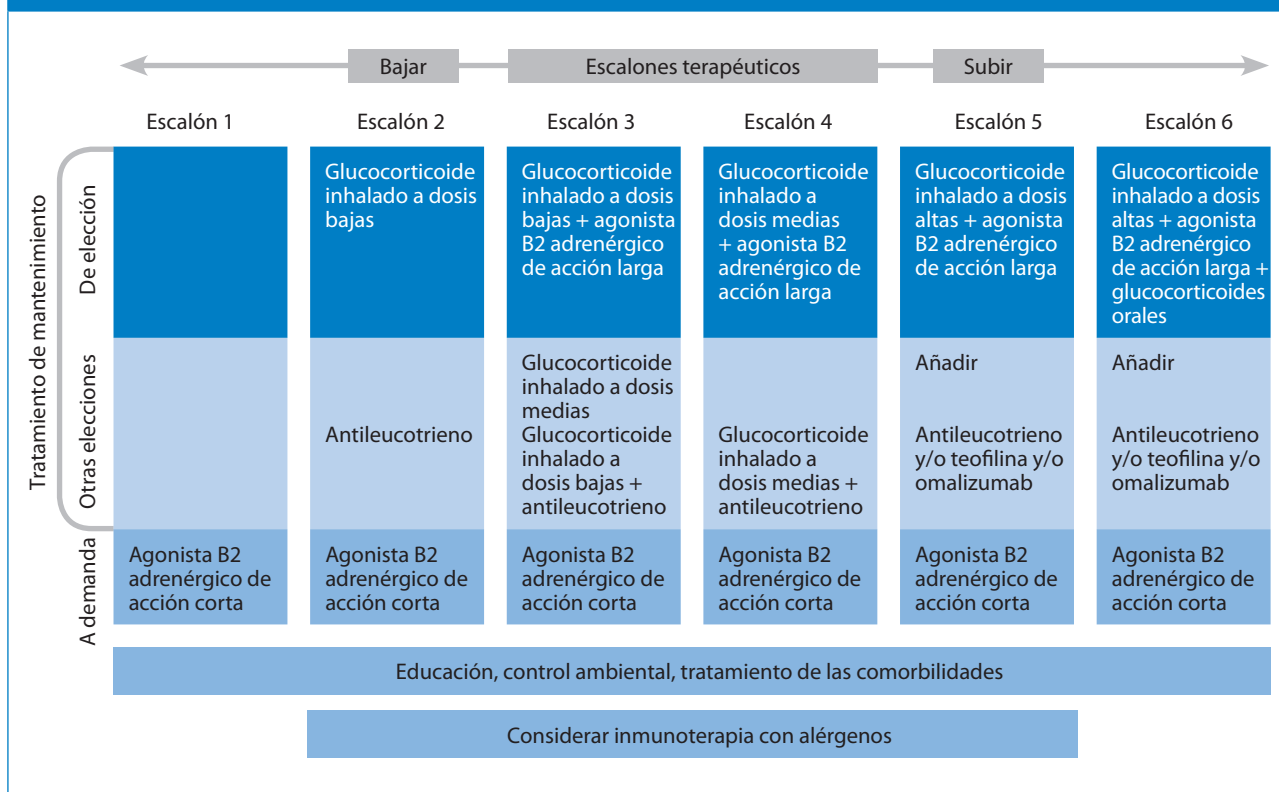 Bajar
Escalones terapéuticos
Subir
Escalón 1
Escalón 2
Escalón 3
Escalón 4
Escalón 5
Escalón 6
Tratamiento de mantenimiento
De elección
Glucocorticoide
inhalado a dosis
bajas
Glucocorticoide
inhalado a dosis
bajas + agonista
B2 adrenérgico
de acción larga
Glucocorticoide
inhalado a
dosis medias
+ agonista B2
adrenérgico de
acción larga
Glucocorticoide
inhalado a dosis
altas + agonista
B2 adrenérgico
de acción larga
Glucocorticoide
inhalado a dosis
altas + agonista
B2 adrenérgico
de acción larga +
glucocorticoides
orales
Otras elecciones
Antileucotrieno
Glucocorticoide
inhalado a dosis
medias
Glucocorticoide
inhalado a
dosis bajas +
antileucotrieno
Glucocorticoide
inhalado a
dosis medias +
antileucotrieno
Añadir
Antileucotrieno
y/o teofilina y/o
omalizumab
Añadir
Antileucotrieno
y/o teofilina y/o
omalizumab
A demanda
Agonista B2
adrenérgico de
acción corta
Agonista B2
adrenérgico de
acción corta
Agonista B2
adrenérgico de
acción corta
Agonista B2
adrenérgico de
acción corta
Agonista B2
adrenérgico de
acción corta
Agonista B2
adrenérgico de
acción corta
Educación, control ambiental, tratamiento de las comorbilidades
Considerar inmunoterapia con alérgenos